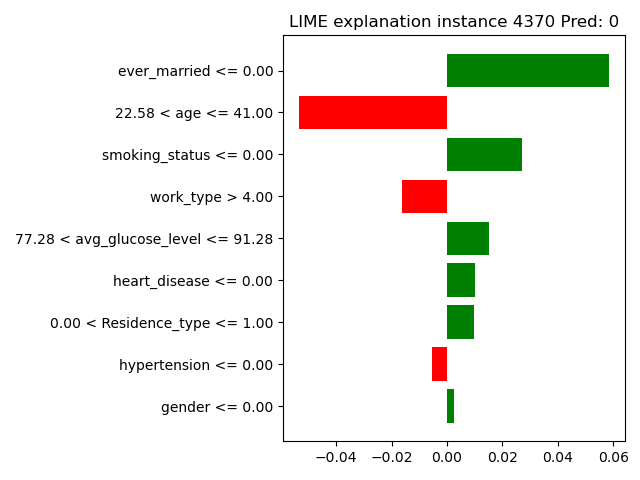 LIME explanation instance 4370 Pred: 0
ever_married <= 0.00
22.58 < age <= 41.00
smoking_status <= 0.00
work_type > 4.00
77.28 < avg_glucose_level <= 91.28
heart_disease <= 0.00
0.00 < Residence_type <= 1.00
hypertension <= 0.00
gender <= 0.00
−0.04 −0.02 0.00 0.02 0.04 0.06